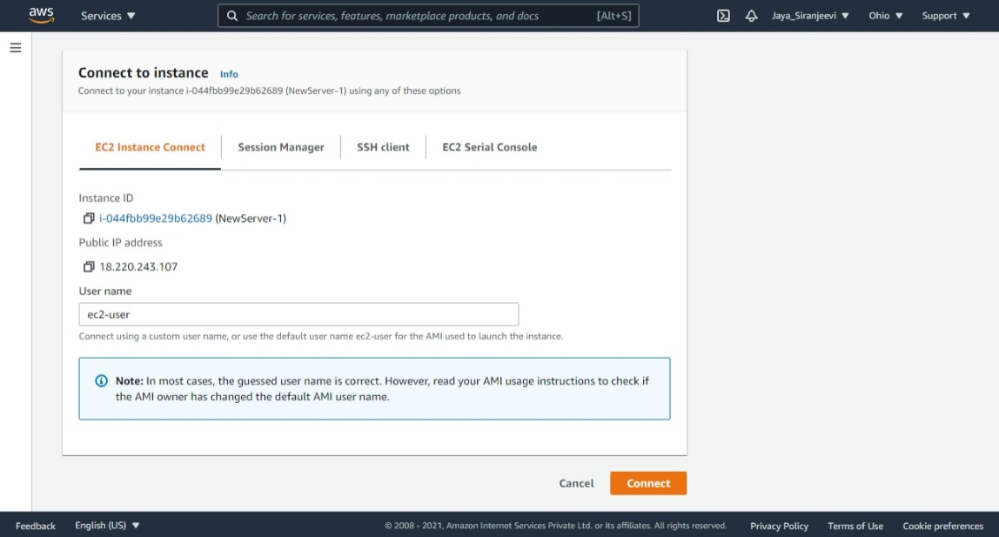 aws
Services ▼
Search for services, features, marketplace products, and docs [Alt+S]
Jaya_Siranjeevi ▼
Ohio ▼
Support ▼
Connect to instance Info
Connect to your instance i-044fbb99e29b62689 (NewServer-1) using any of these options
EC2 Instance Connect
Session Manager
SSH client
EC2 Serial Console
Instance ID
i-044fbb99e29b62689 (NewServer-1)
Public IP address
18.220.243.107
User name
ec2-user
Connect using a custom user name, or use the default user name ec2-user for the AMI used to launch the instance.
Note: In most cases, the guessed user name is correct. However, read your AMI usage instructions to check if
the AMI owner has changed the default AMI user name.
Cancel
Connect
Feedback
English (US) ▼
© 2008 - 2021, Amazon Internet Services Private Ltd. or its affiliates. All rights reserved.
Privacy Policy
Terms of Use
Cookie preferences